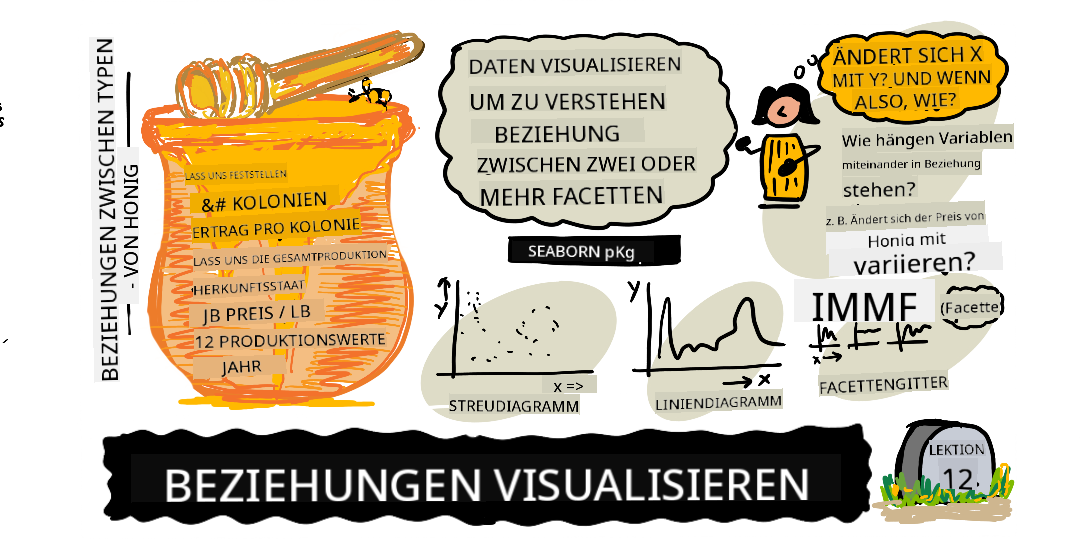 BEZIEHUNGEN ZWISCHEN TYPEN
- VON HONIG
LASS UNS FESTSTELLEN
&# KOLONIEN
ERTRAG PRO KOLONIE
LASS UNS DIE GESAMTPRODUKTION
HERKUNFTSSTAAT
JB PREIS / LB
12 PRODUKTIONSWERTE
JAHR
DATEN VISUALISIEREN
UM ZU VERSTEHEN
BEZIEHUNG
ZWISCHEN ZWEI ODER
MEHR FACETTEN
SEABORN pKg
ÄNDERT SICH X
MIT Y? UND WENN
ALSO, WIE?
Wie hängen Variablen
miteinander in Beziehung
stehen?
z. B. Ändert sich der Preis von
Honig mit
variieren?
y
x =>
STREUDIAGRAMM
y
x
LINIENDIAGRAMM
IMMF
(Facette)
x
FACETTENGITTER
BEZIEHUNGEN VISUALISIEREN
LEKTION
12